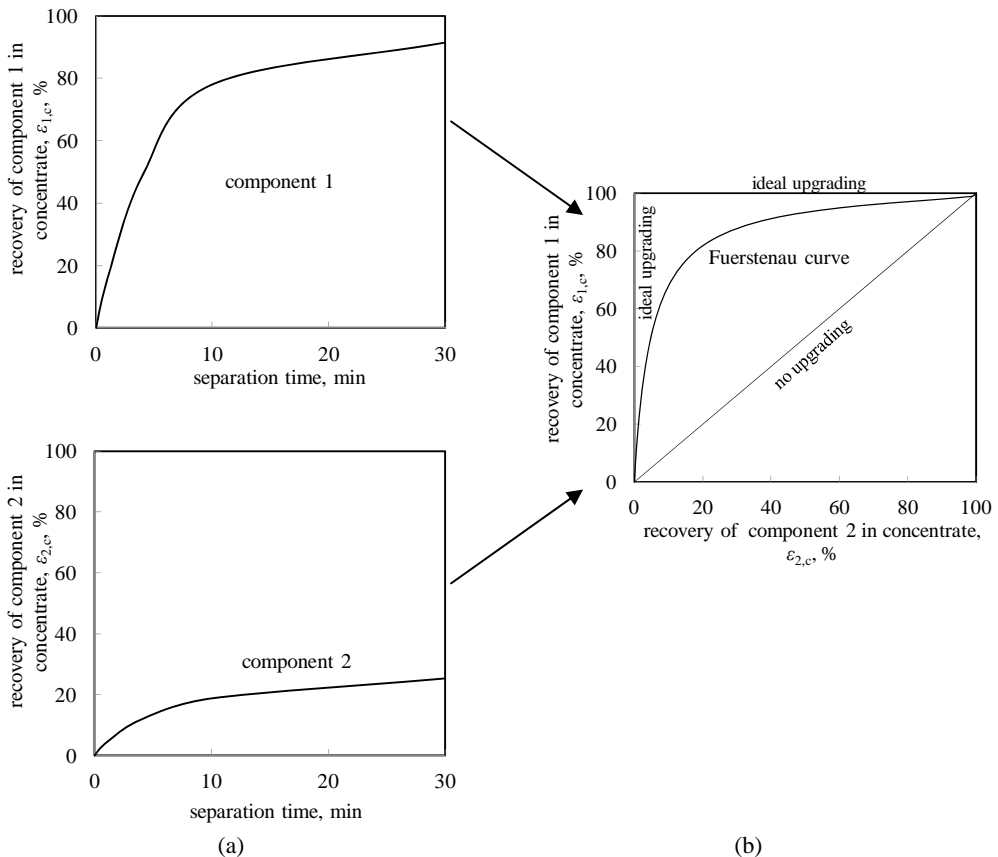 recovery of component 1 in
concentrate, ε1,c, %
100
80
60
40
20
0
component 1
0 10 20 30
separation time, min
recovery of component 2 in
concentrate, ε2,c, %
100
80
60
40
20
0
component 2
0 10 20 30
separation time, min
(a)
recovery of component 1 in
concentrate, ε1,c, %
ideal upgrading
100
80
60
40
20
0
ideal upgrading
Fuerstenau curve
no upgrading
0 20 40 60 80 100
recovery of component 2 in concentrate,
ε2,c, %
(b)